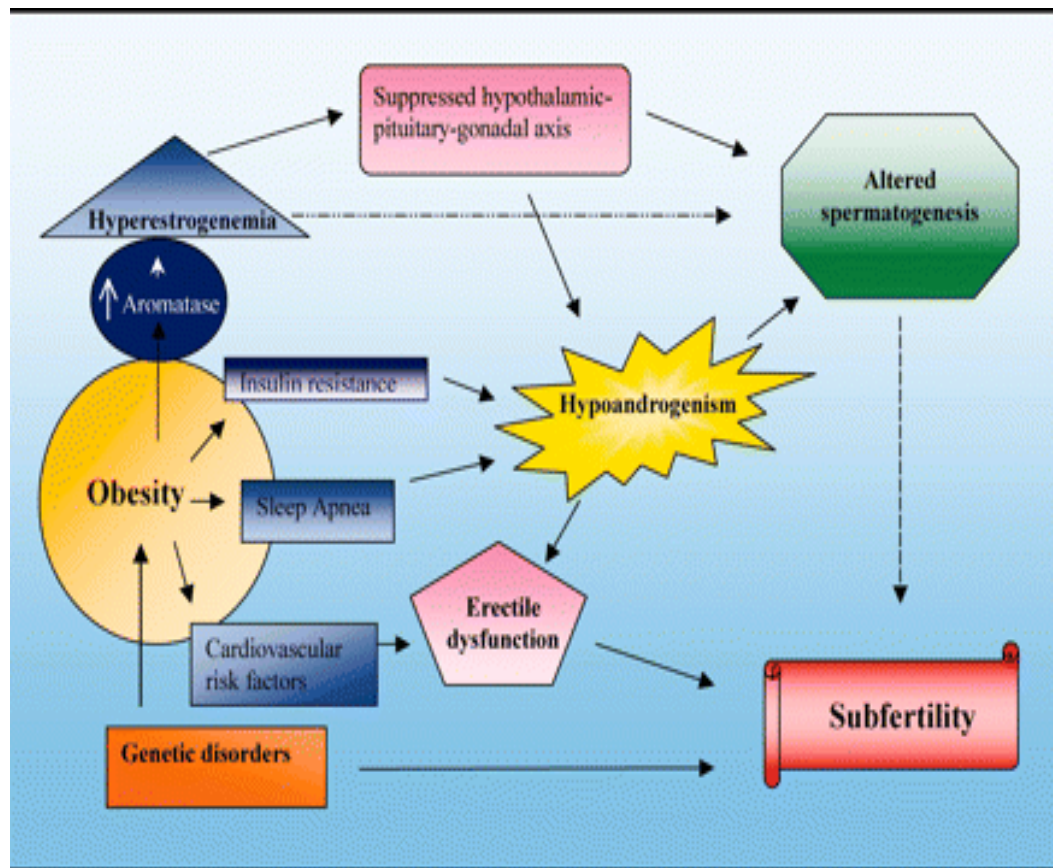 Suppressed hypothalamic-
pituitary-gonadal axis
Altered
spermatogenesis
Hyperestrogenemia
↑ Aromatase
Insulin resistance
Hypoandrogenism
Obesity
Sleep Apnea
Erectile
dysfunction
Cardiovascular
risk factors
Subfertility
Genetic disorders